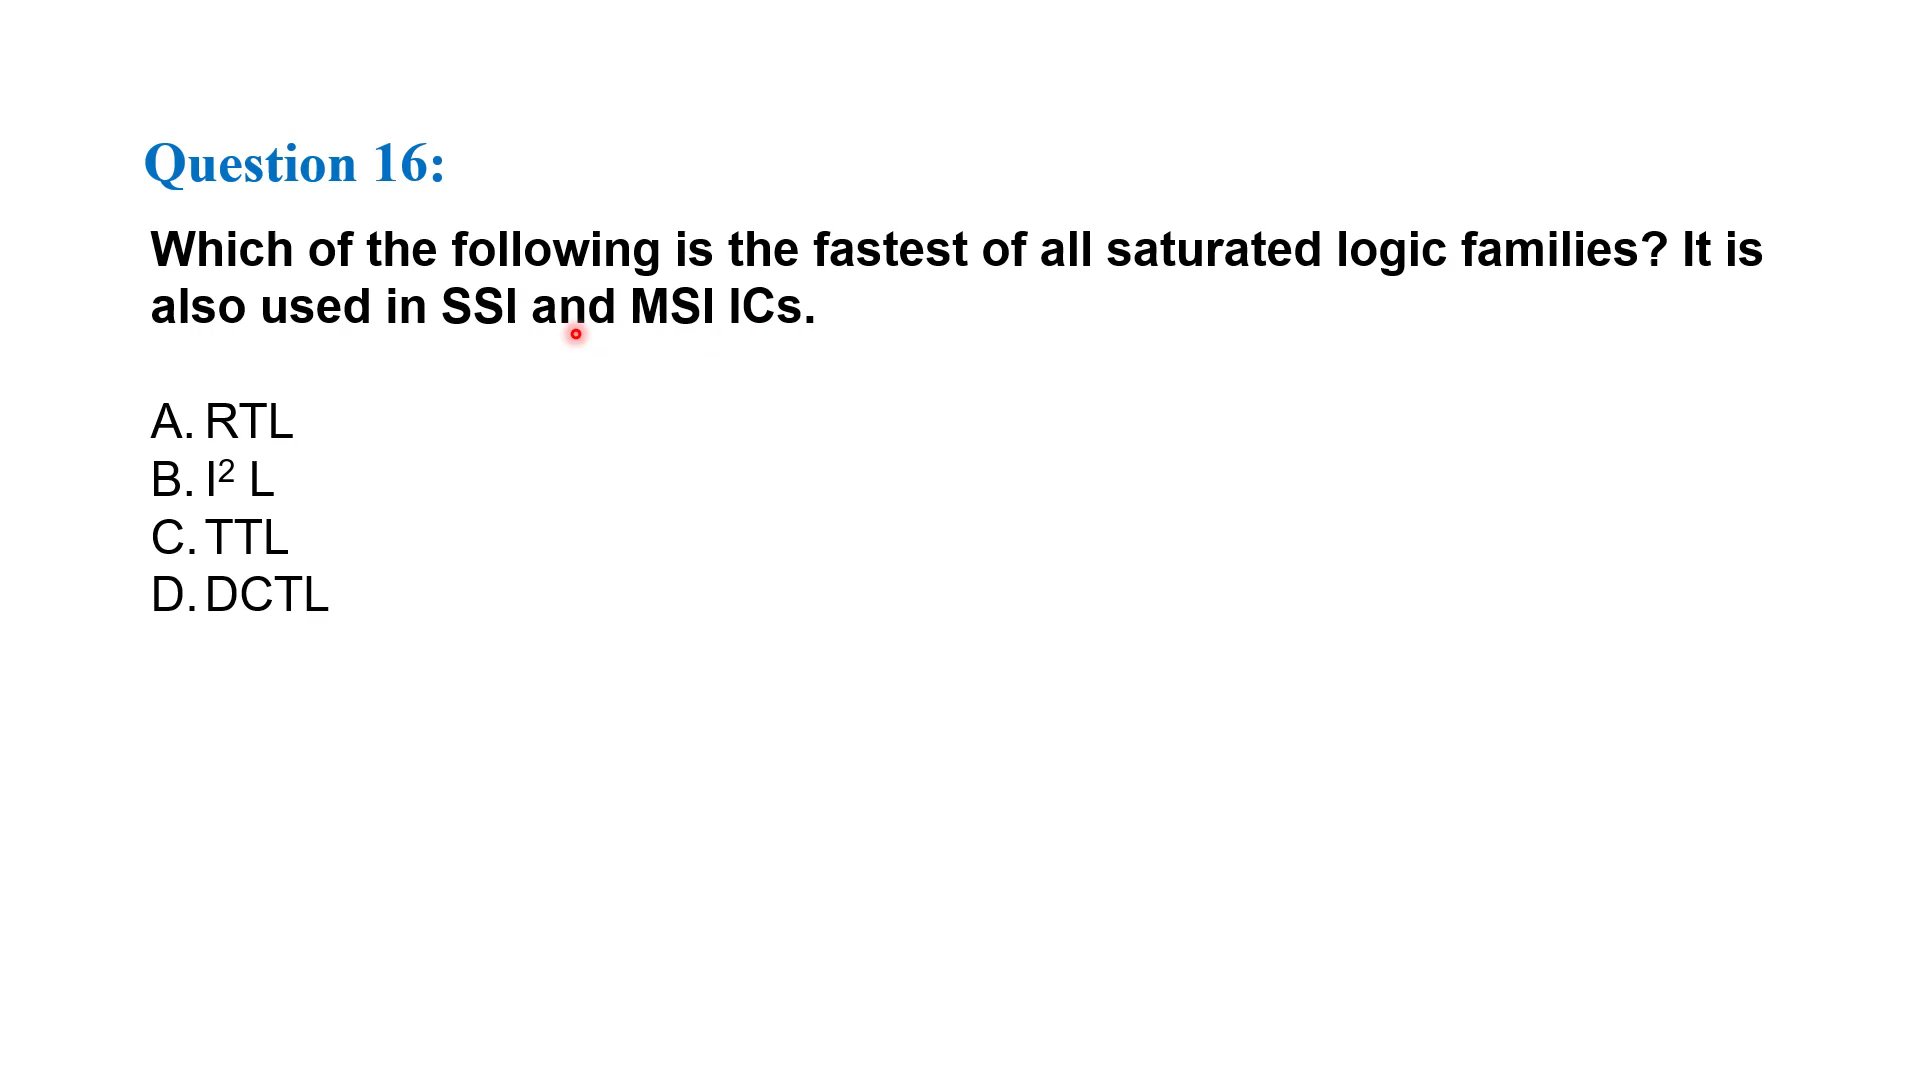 Question 16:
Which of the following is the fastest of all saturated logic families? It is
also used in SSI and MSI ICs.
A. RTL
B. I² L
C. TTL
D. DCTL